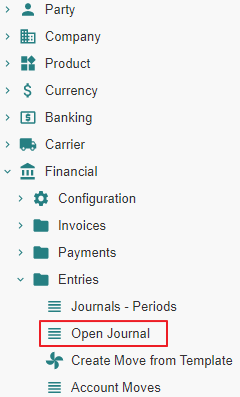 Party
Company
Product
Currency
Banking
Carrier
Financial
Configuration
Invoices
Payments
Entries
Journals - Periods
Open Journal
Create Move from Template
Account Moves